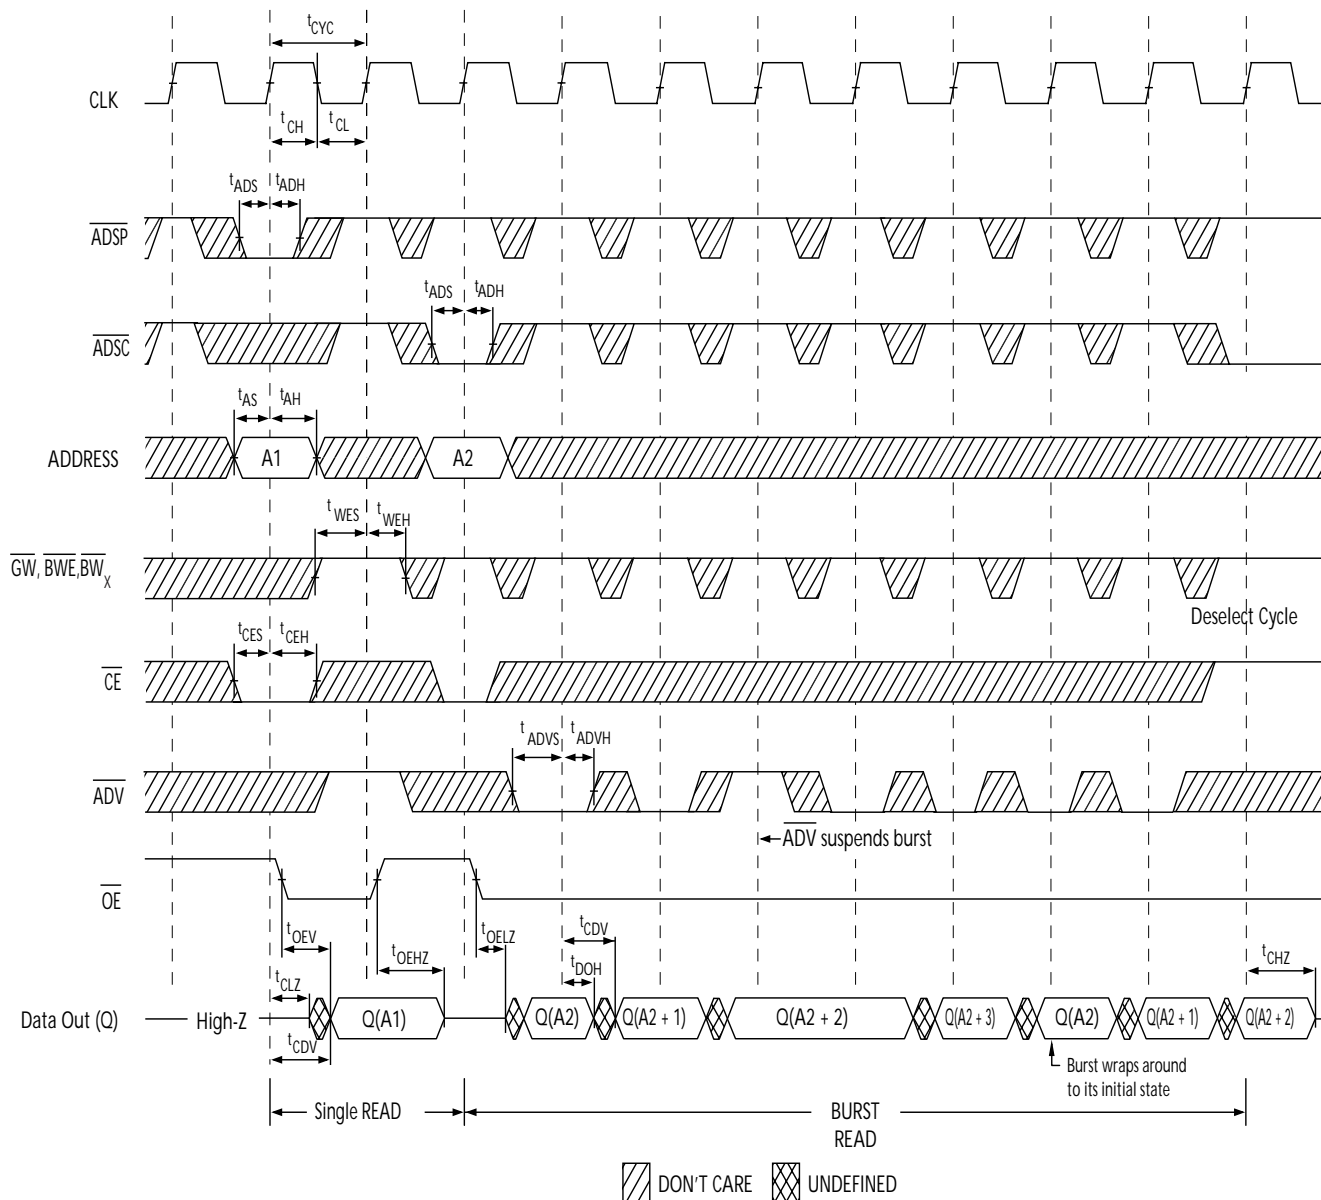 tCYC
CLK
tCH
tCL
tADS
tADH
ADSP
tADS
tADH
ADSC
tAS
tAH
ADDRESS
A1
A2
tWES
tWEH
GW, BWE,BWX
Deselect Cycle
tCES
tCEH
CE
tADVS
tADVH
ADV
ADV suspends burst
OE
tOEV
tOEHZ
tOELZ
tCDV
tDOH
tCLZ
tCHZ
Data Out (Q)
High-Z
Q(A1)
Q(A2)
Q(A2 + 1)
Q(A2 + 2)
Q(A2 + 3)
Q(A2)
Q(A2 + 1)
Q(A2 + 2)
tCDV
Burst wraps around
to its initial state
Single READ
BURST
READ
DON'T CARE
UNDEFINED